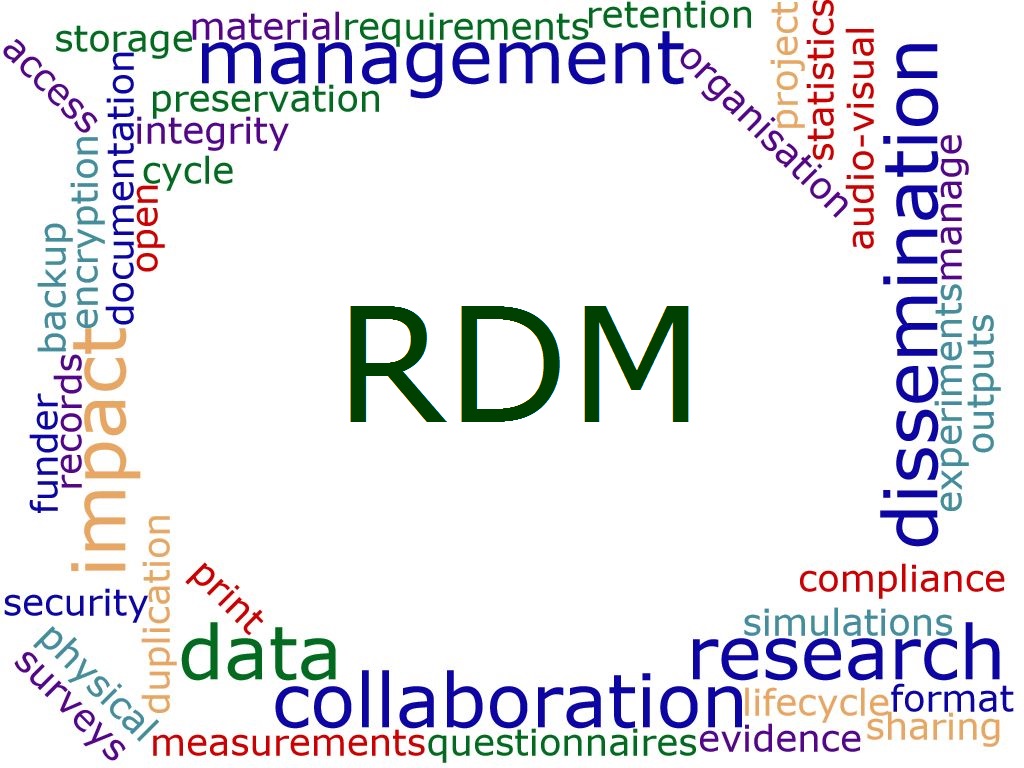 retention
material
requirements
storage
management
access
preservation
integrity
cycle
documentation
encryption
open
backup
organisation
project
statistics
audio-visual
dissemination
manage
experiments
outputs
RDM
impact
records
funder
security
duplication
print
physical
surveys
data
collaboration
measurements
questionnaires
compliance
simulations
research
lifecycle
format
sharing
evidence